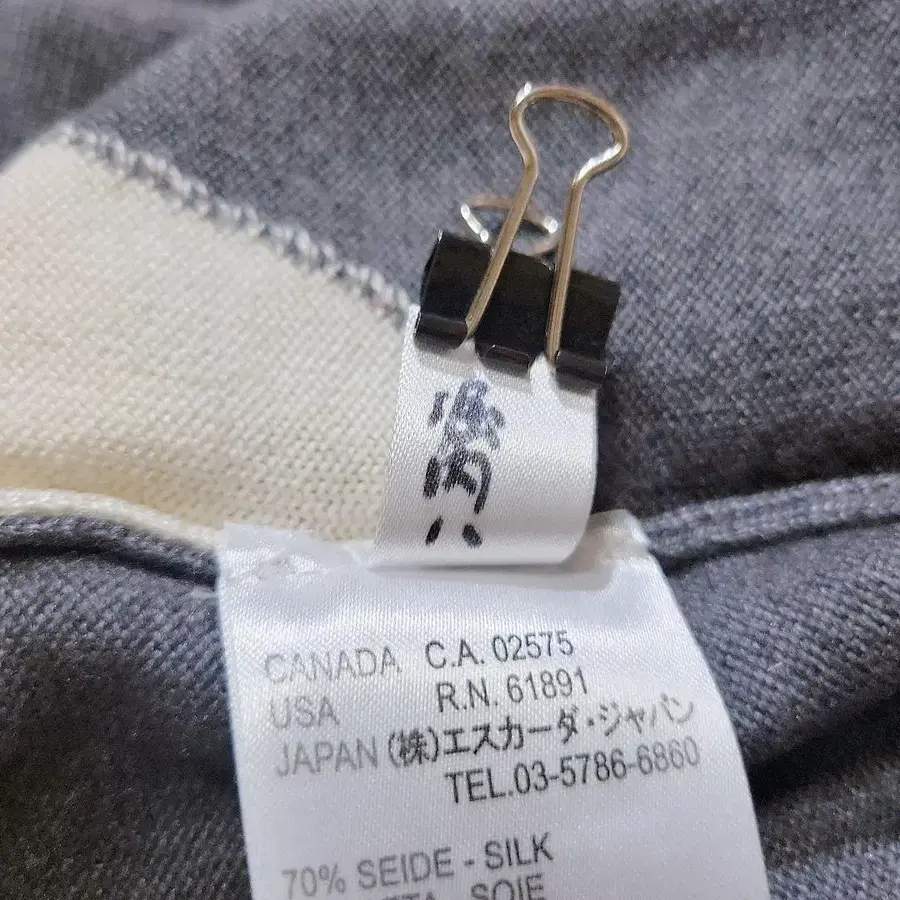 CANADA C.A. 02575
USA R.N. 61891
JAPAN (株)エスカーダ・ジャパン
TEL.03-5786-6860
70% SEIDE - SILK
SOIE